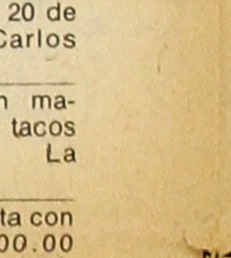 20 de
Carlos
ma-
tacos
La
ta con
00.00